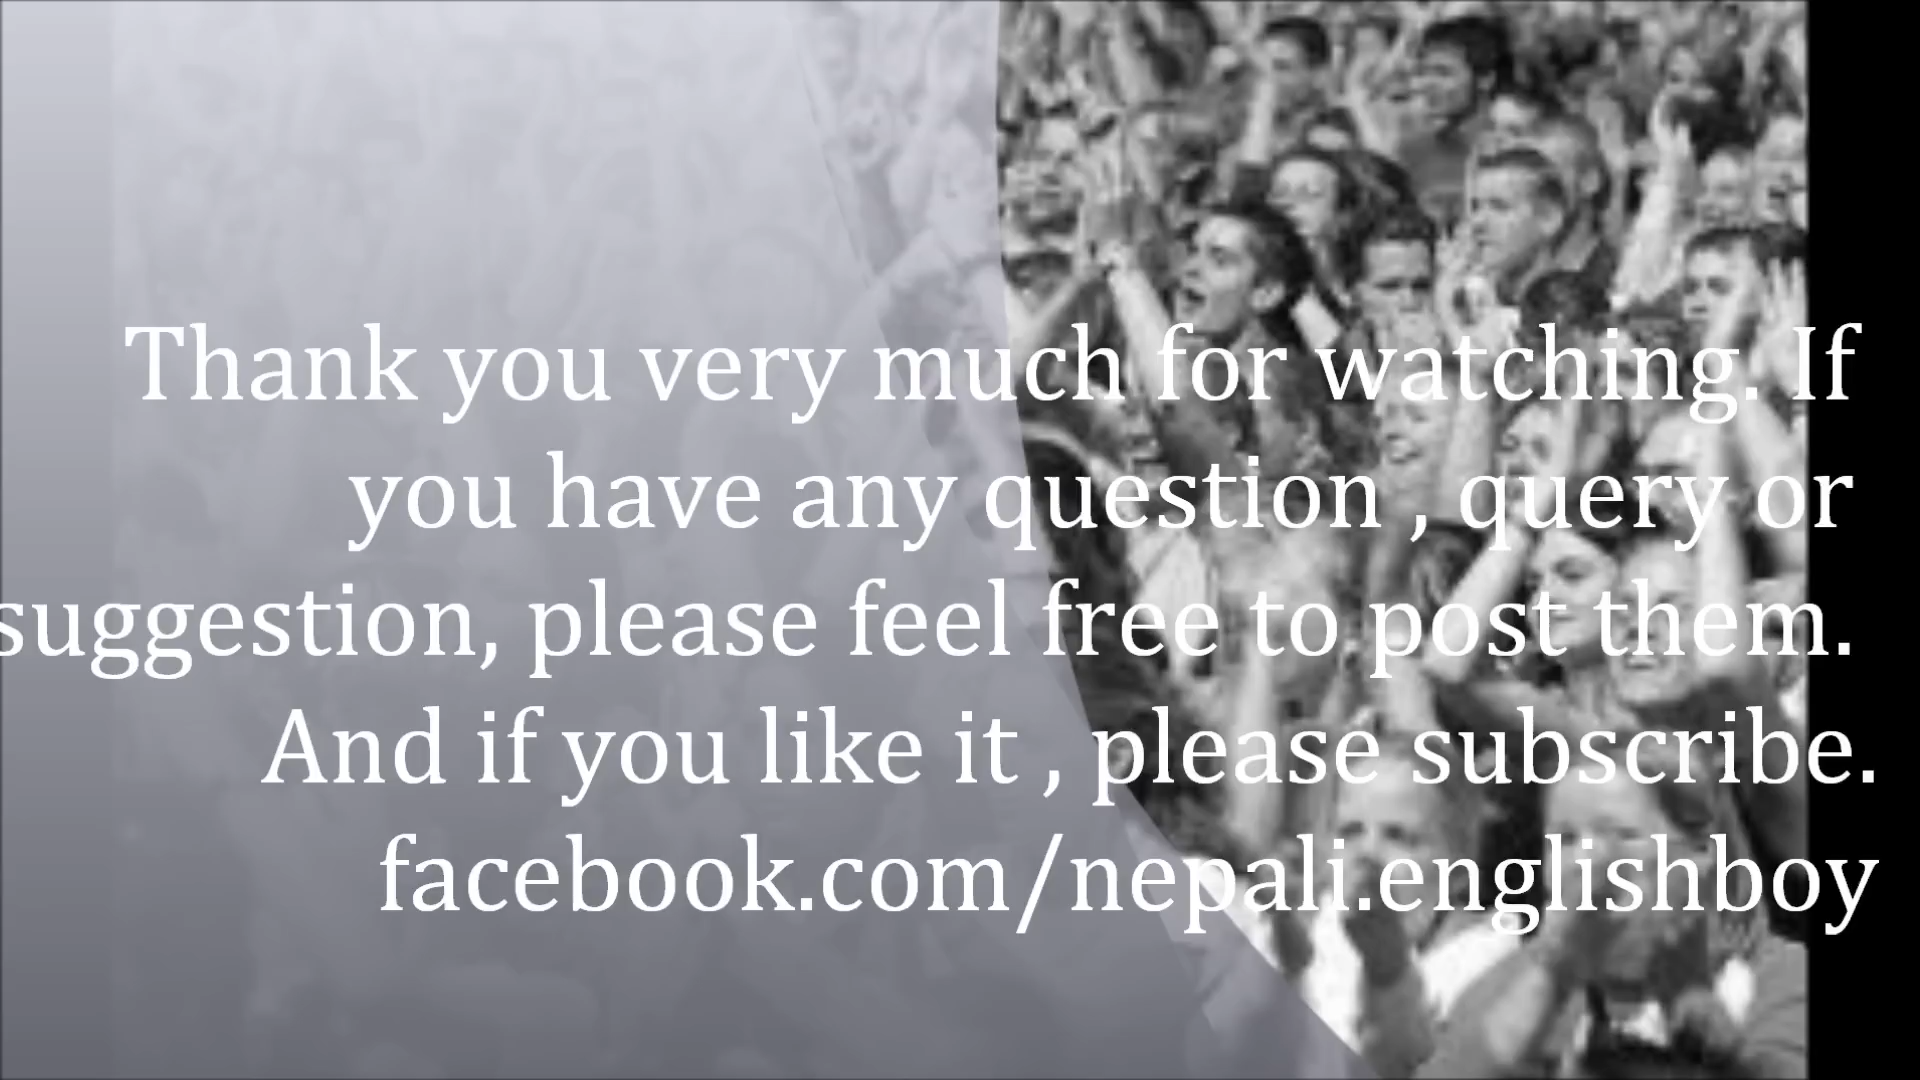 Thank you very much for watching. If
you have any question , query or
suggestion, please feel free to post them.
And if you like it , please subscribe.
facebook.com/nepali.englishboy